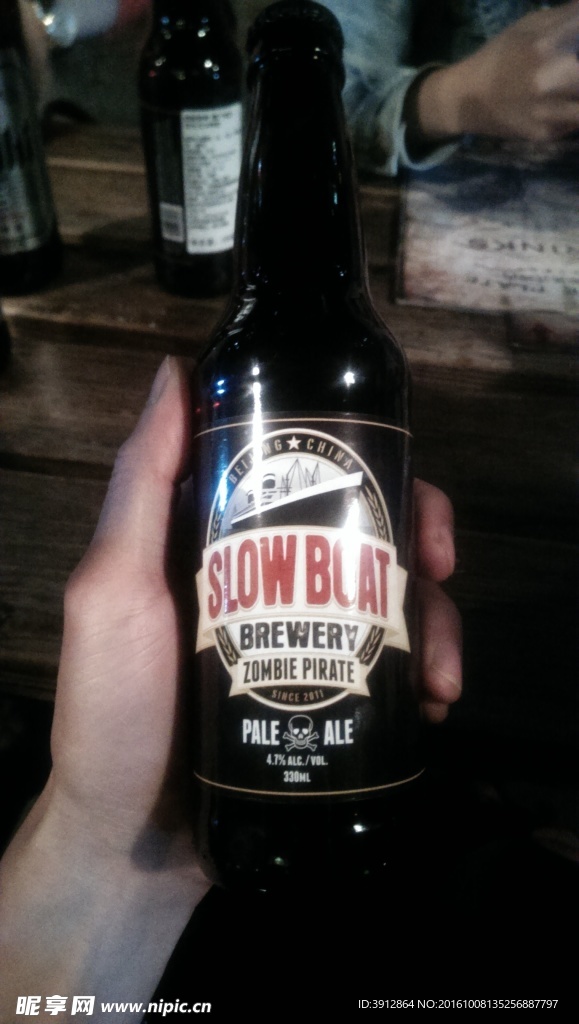 BEIJING ★ CHINA
SLOW BOAT
BREWERY
ZOMBIE PIRATE
SINCE 2011
PALE ALE
4.7% ALC./VOL.
330ML
昵享网 www.nipic.cn
ID:3912864 NO:20161008135256887797